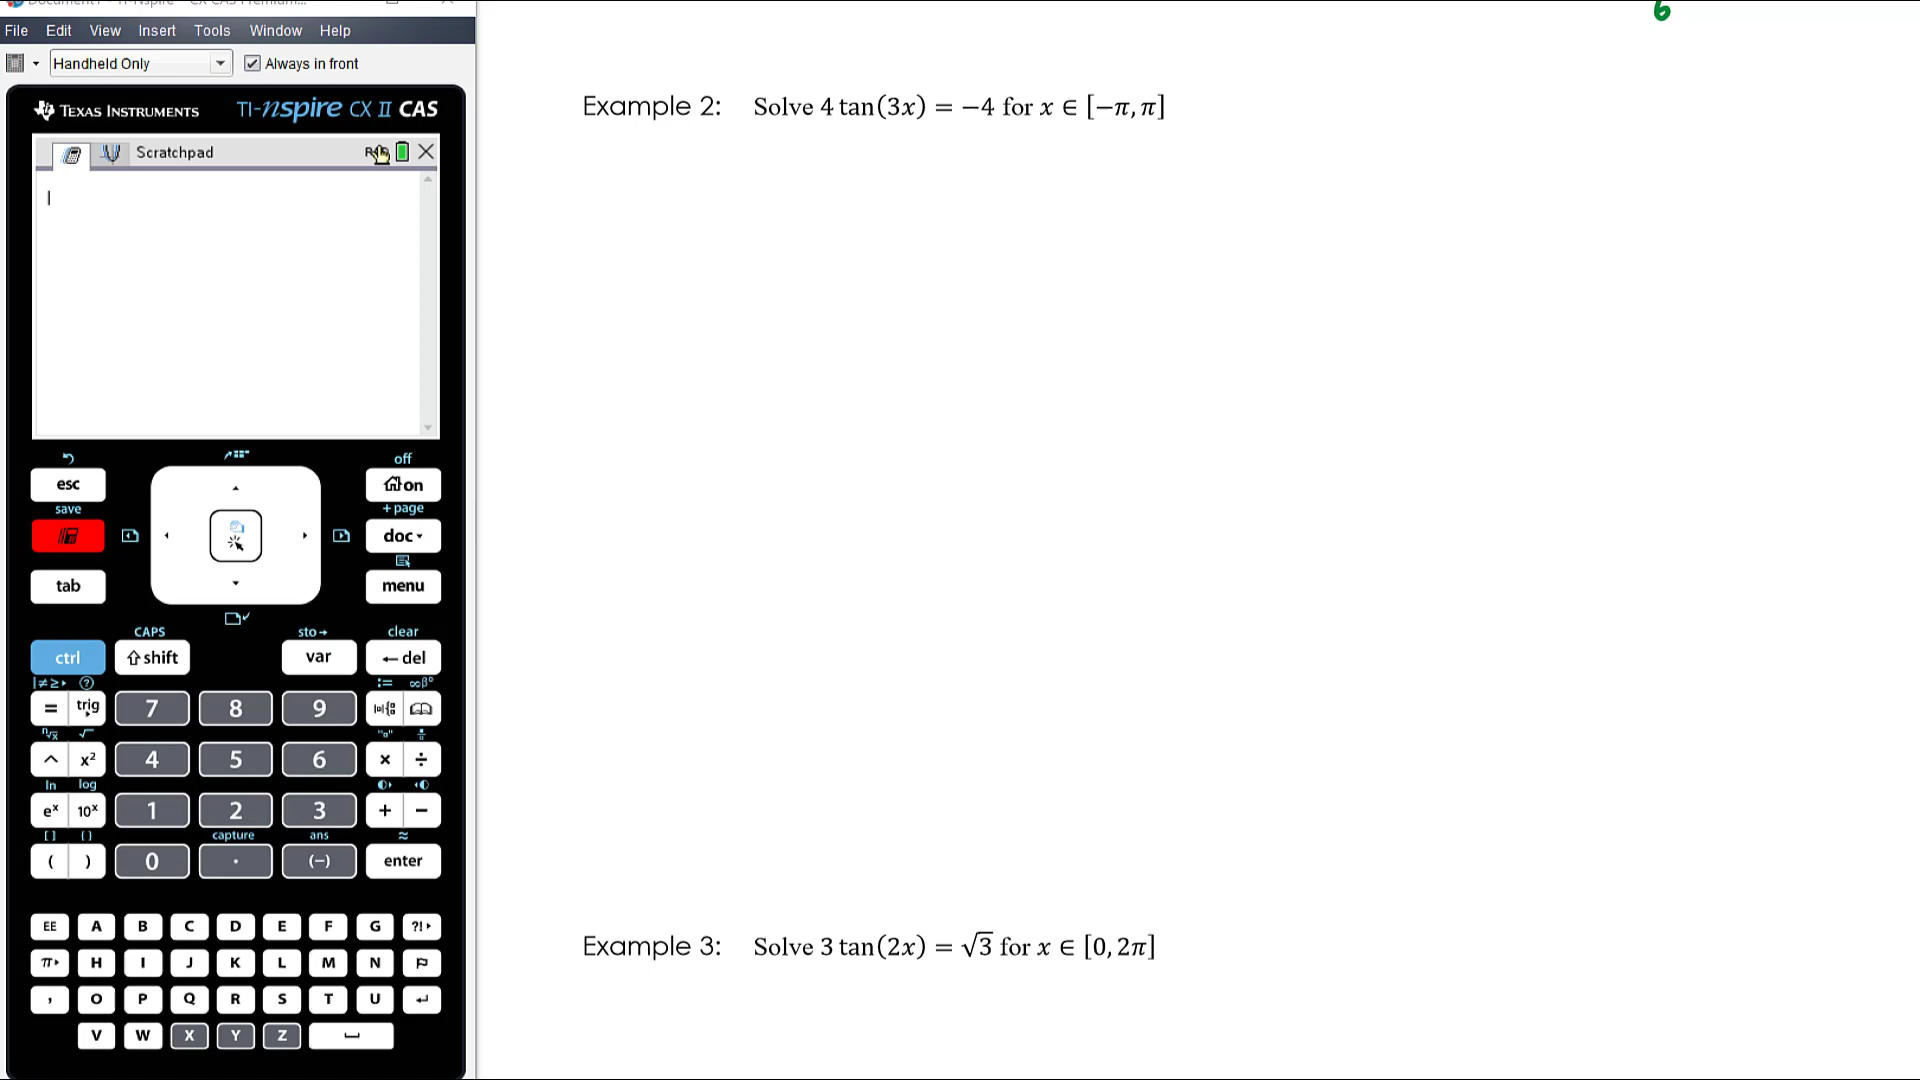 File Edit View Insert Tools Window Help
Handheld Only Always in front
TEXAS INSTRUMENTS TI-nspire CX II CAS
Scratchpad
off
esc on
save + page
doc
tab menu
CAPS sto→ clear
ctrl shift var ←del
|≠≥▸ ? := ∞β°
= trig 7 8 9
ⁿ√x √ "a"
^ x² 4 5 6 × ÷
ln log
eˣ 10ˣ 1 2 3 + −
[ ] { } capture ans ≈
( ) 0 . (−) enter
EE A B C D E F G ?!▸
π▸ H I J K L M N
, O P Q R S T U
V W X Y Z
6
Example 2: Solve 4 tan(3x) = −4 for x ∈ [−π, π]
Example 3: Solve 3 tan(2x) = √3 for x ∈ [0, 2π]